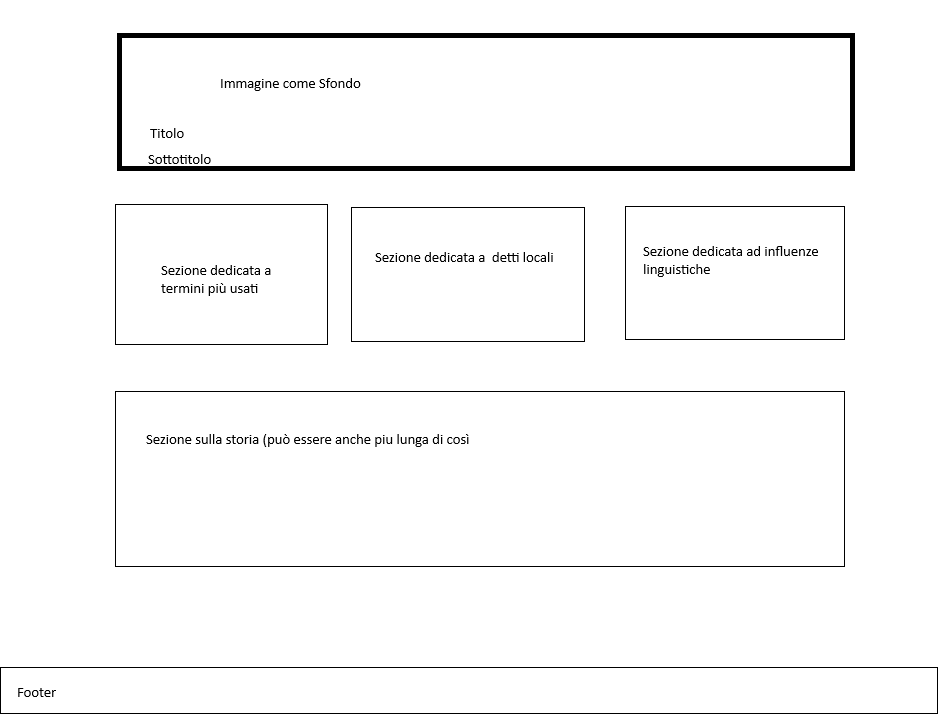 Immagine come Sfondo
Titolo
Sottotitolo
Sezione dedicata a
termini più usati
Sezione dedicata a  detti locali
Sezione dedicata ad influenze
linguistiche
Sezione sulla storia (può essere anche piu lunga di così
Footer